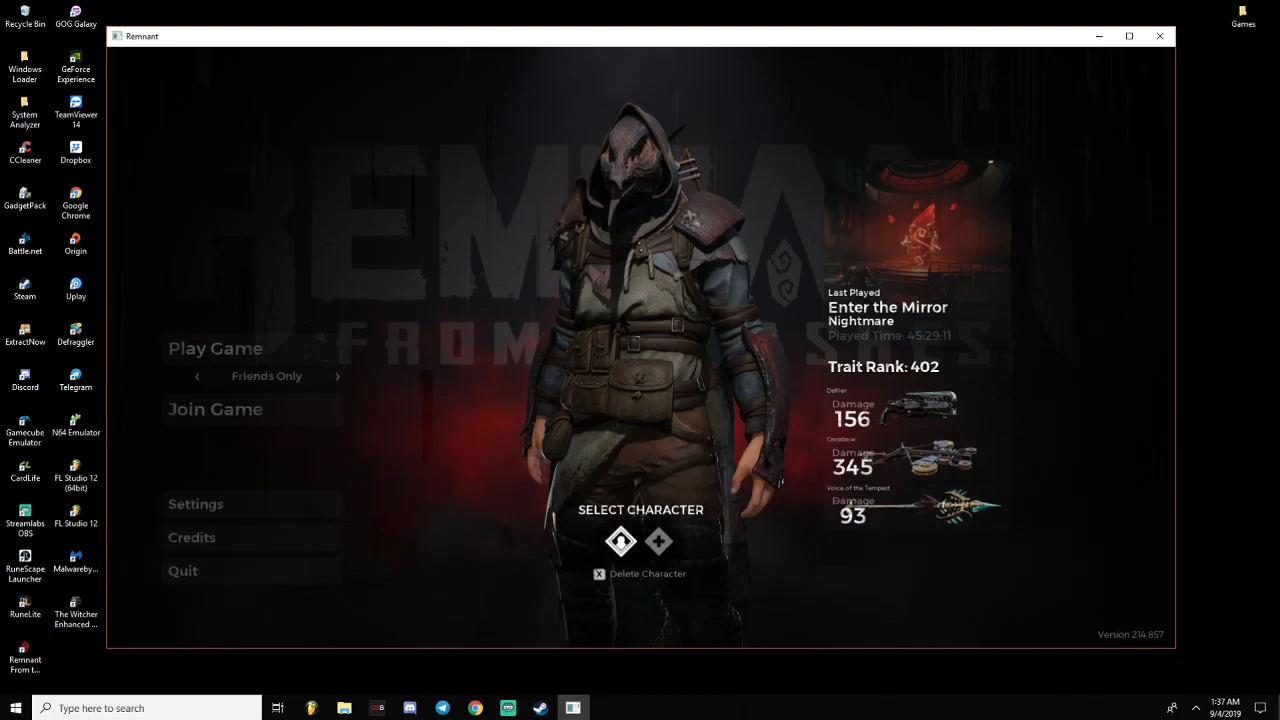 Recycle Bin
GOG Galaxy
Games
Remnant
Windows
Loader
GeForce
Experience
System
Analyzer
TeamViewer
14
CCleaner
Dropbox
GadgetPack
Google
Chrome
Battle.net
Origin
Steam
Uplay
ExtractNow
Defraggler
Discord
Telegram
Gamecube
Emulator
N64 Emulator
CardLife
FL Studio 12
(64bit)
Streamlabs
OBS
FL Studio 12
RuneScape
Launcher
Malwareby...
RuneLite
The Witcher
Enhanced ...
Remnant
From t...
REMNANT
FROM THE ASHES
Play Game
Friends Only
Join Game
Settings
Credits
Quit
SELECT CHARACTER
X Delete Character
Last Played
Enter the Mirror
Nightmare
Played Time: 45:29:11
Trait Rank: 402
Defiler
Damage
156
Crossbow
Damage
345
Voice of the Tempest
Damage
93
Version 214,857
Type here to search
1:37 AM
9/4/2019